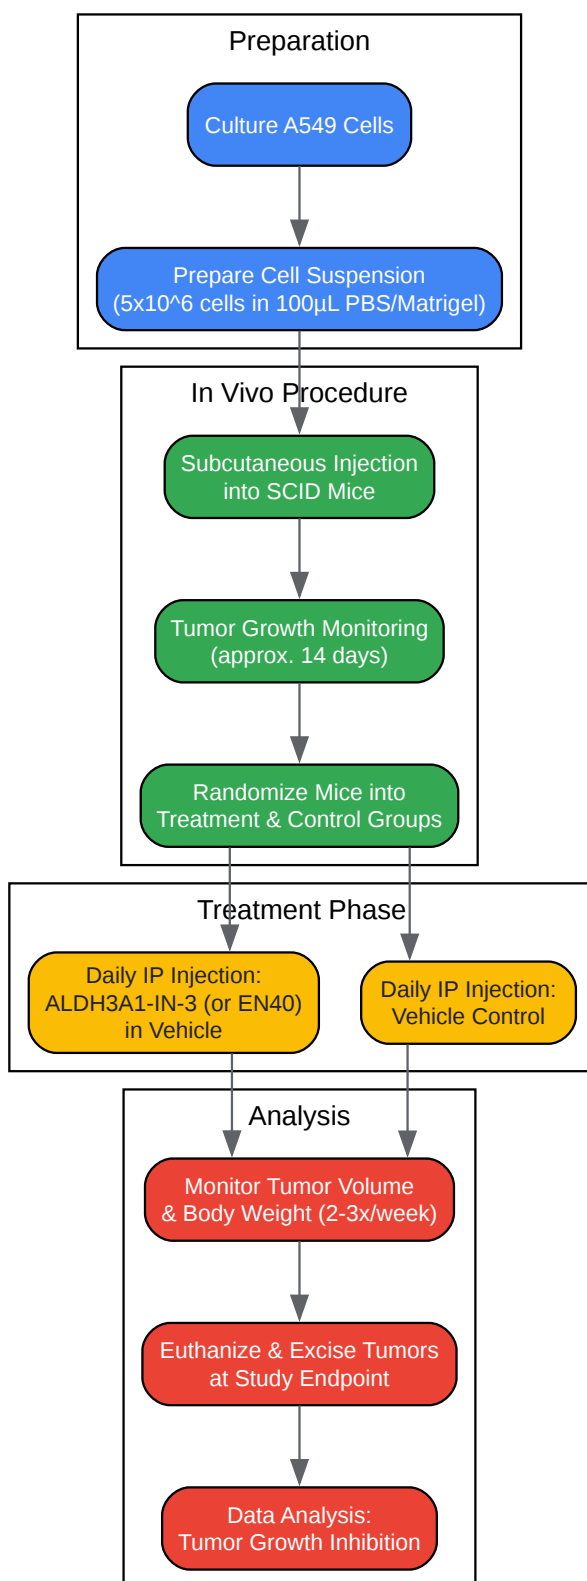 Preparation
Culture A549 Cells
Prepare Cell Suspension
(5x10^6 cells in 100µL PBS/Matrigel)
In Vivo Procedure
Subcutaneous Injection
into SCID Mice
Tumor Growth Monitoring
(approx. 14 days)
Randomize Mice into
Treatment & Control Groups
Treatment Phase
Daily IP Injection:
ALDH3A1-IN-3 (or EN40)
in Vehicle
Daily IP Injection:
Vehicle Control
Analysis
Monitor Tumor Volume
& Body Weight (2-3x/week)
Euthanize & Excise Tumors
at Study Endpoint
Data Analysis:
Tumor Growth Inhibition